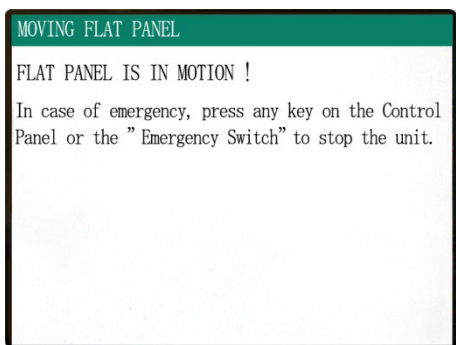 MOVING FLAT PANEL
FLAT PANEL IS IN MOTION !
In case of emergency, press any key on the Control
Panel or the ” Emergency Switch” to stop the unit.